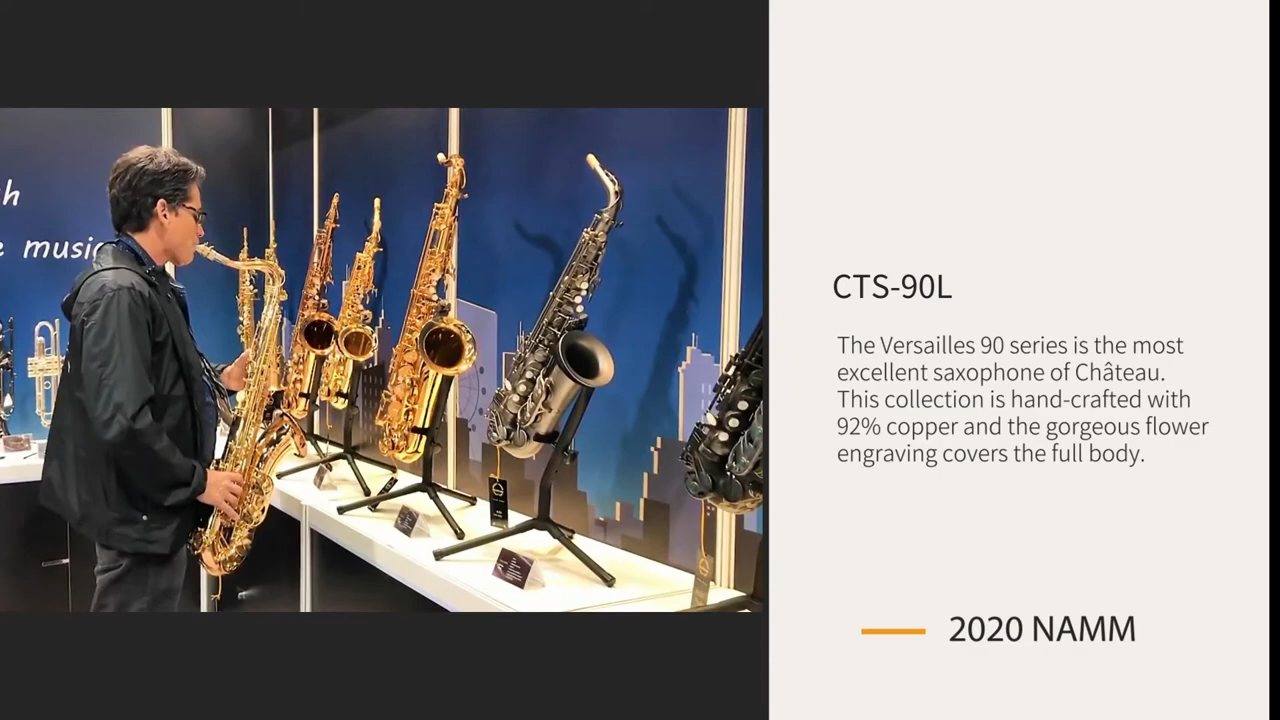 h
music
CTS-90L
The Versailles 90 series is the most
excellent saxophone of Château.
This collection is hand-crafted with
92% copper and the gorgeous flower
engraving covers the full body.
2020 NAMM